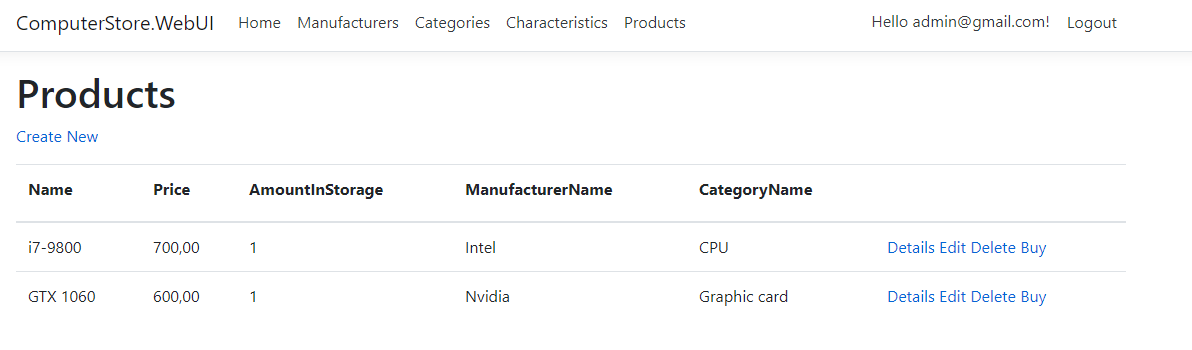 ComputerStore.WebUI Home Manufacturers Categories Characteristics Products Hello admin@gmail.com! Logout
Products
Create New
Name Price AmountInStorage ManufacturerName CategoryName
i7-9800 700,00 1 Intel CPU Details Edit Delete Buy
GTX 1060 600,00 1 Nvidia Graphic card Details Edit Delete Buy